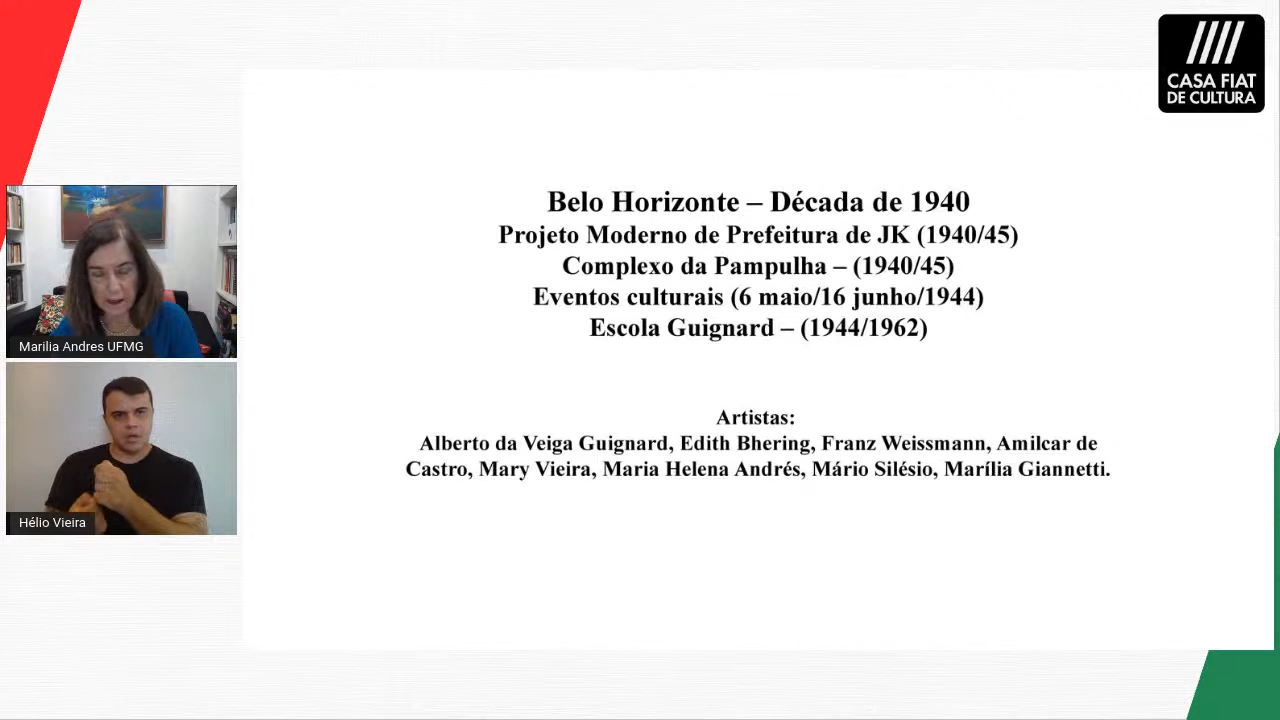 CASA FIAT
DE CULTURA
Belo Horizonte – Década de 1940
Projeto Moderno de Prefeitura de JK (1940/45)
Complexo da Pampulha – (1940/45)
Eventos culturais (6 maio/16 junho/1944)
Escola Guignard – (1944/1962)
Artistas:
Alberto da Veiga Guignard, Edith Bhering, Franz Weissmann, Amilcar de
Castro, Mary Vieira, Maria Helena Andrés, Mário Silésio, Marília Giannetti.
Marilia Andres UFMG
Hélio Vieira